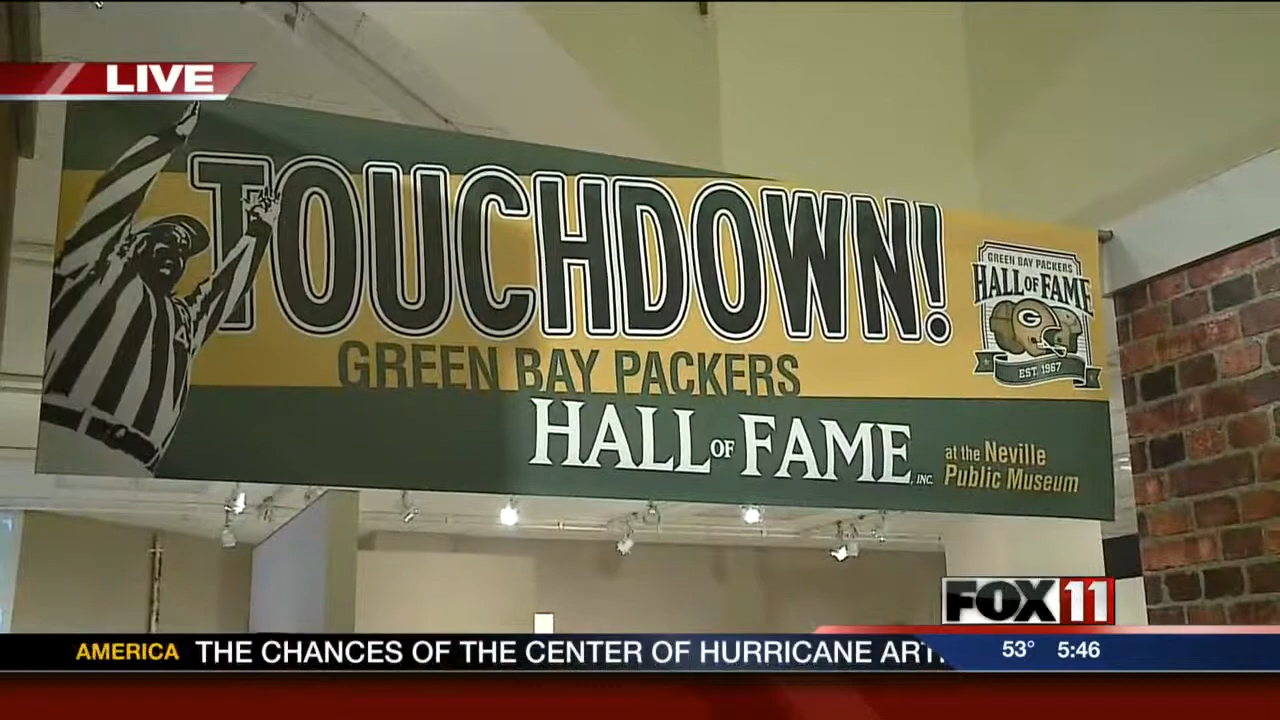 LIVE
TOUCHDOWN!
GREEN BAY PACKERS
HALL OF FAME, INC.
at the Neville
Public Museum
GREEN BAY PACKERS
HALL OF FAME
G
EST. 1967
FOX 11
AMERICA THE CHANCES OF THE CENTER OF HURRICANE
53° 5:46